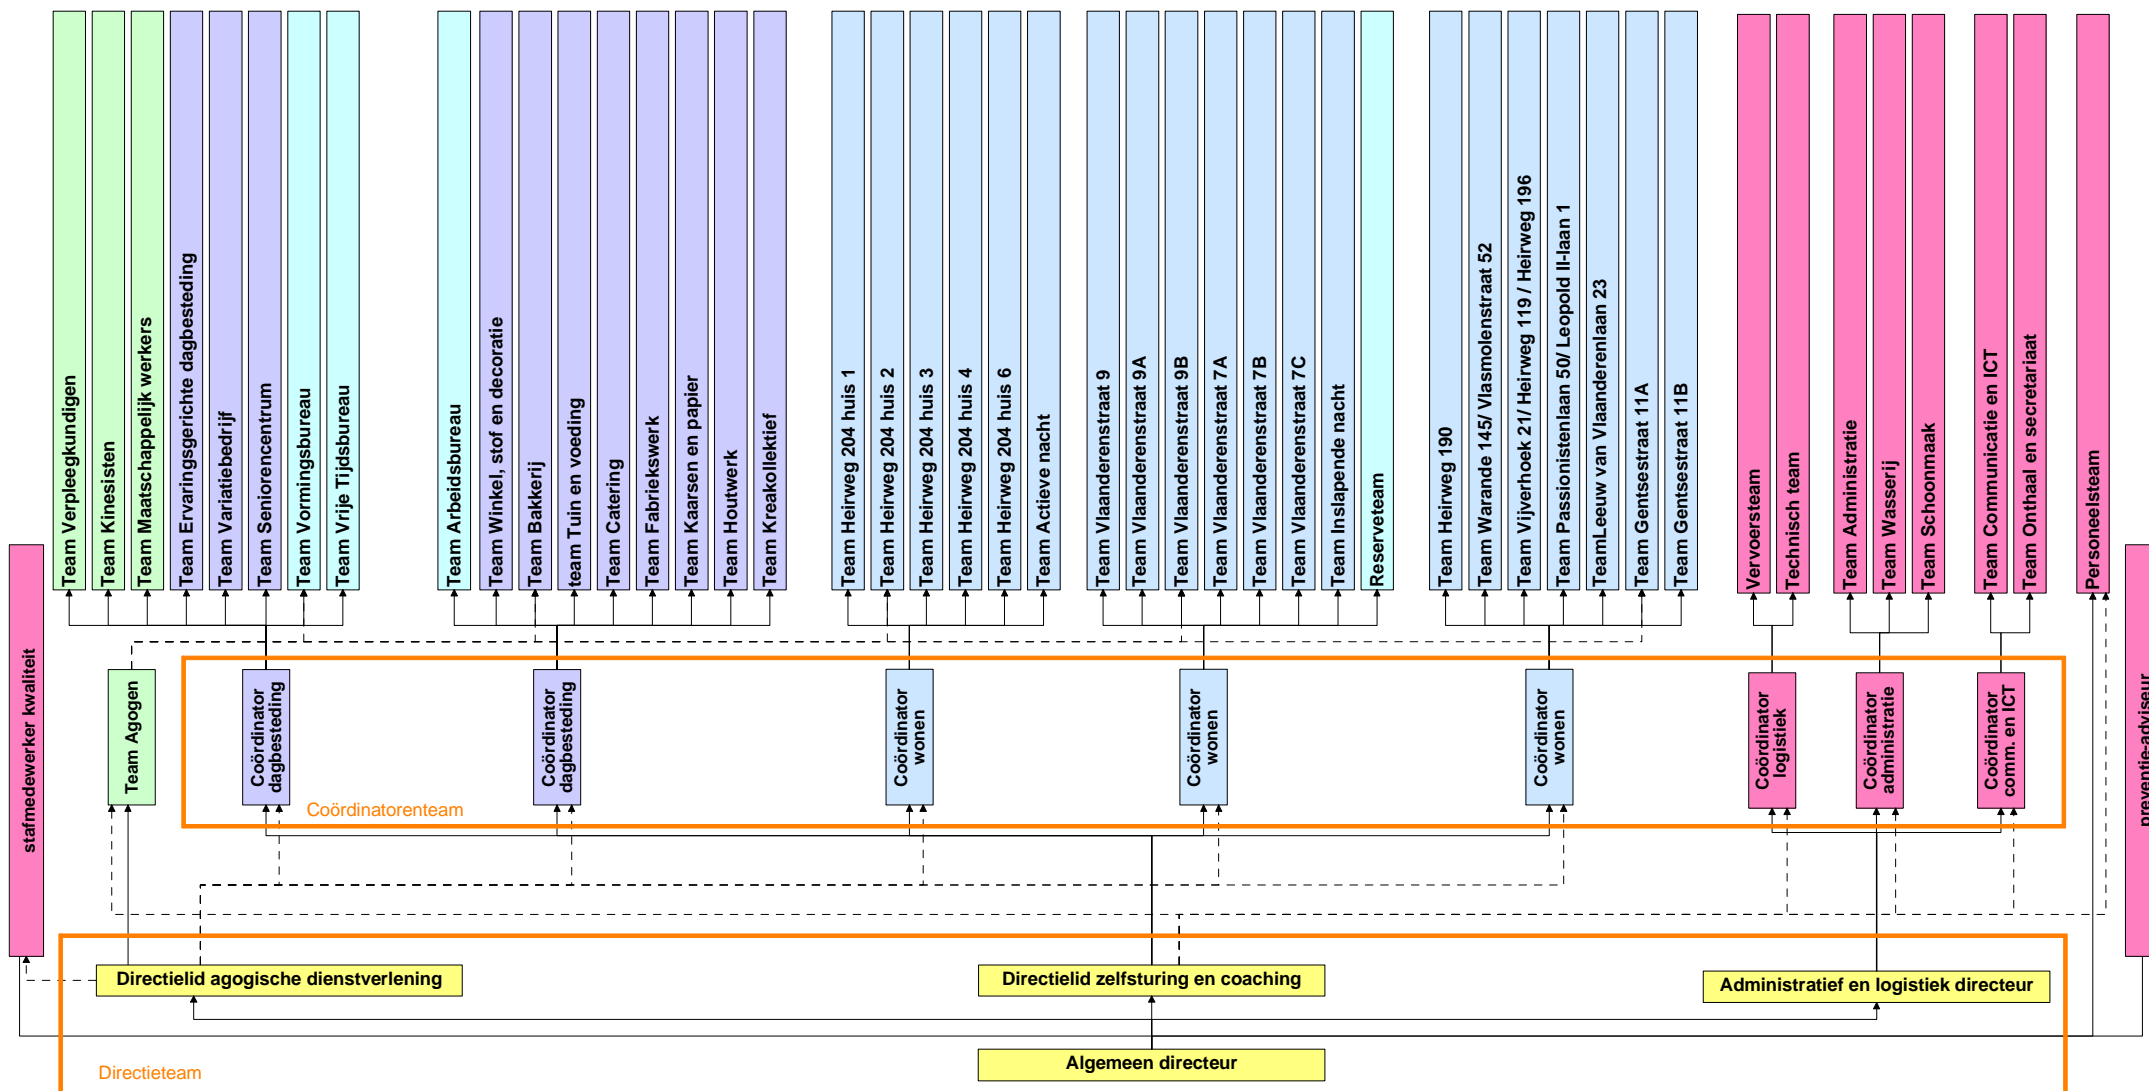 Team Verpleegkundigen
Team Kinesisten
Team Maatschappelijk werkers
Team Ervaringsgerichte dagbesteding
Team Variatiebedrijf
Team Seniorencentrum
Team Vormingsbureau
Team Vrije Tijdsbureau
Team Arbeidsbureau
Team Winkel, stof en decoratie
Team Bakkerij
team Tuin en voeding
Team Catering
Team Fabriekswerk
Team Kaarsen en papier
Team Houtwerk
Team Kreakollektief
Team Heirweg 204 huis 1
Team Heirweg 204 huis 2
Team Heirweg 204 huis 3
Team Heirweg 204 huis 4
Team Heirweg 204 huis 6
Team Actieve nacht
Team Vlaanderenstraat 9
Team Vlaanderenstraat 9A
Team Vlaanderenstraat 9B
Team Vlaanderenstraat 7A
Team Vlaanderenstraat 7B
Team Vlaanderenstraat 7C
Team Inslapende nacht
Reserveteam
Team Heirweg 190
Team Warande 145/ Vlasmolenstraat 52
Team Vijverhoek 21/ Heirweg 119 / Heirweg 196
Team Passionistenlaan 50/ Leopold II-laan 1
TeamLeeuw van Vlaanderenlaan 23
Team Gentsestraat 11A
Team Gentsestraat 11B
Vervoersteam
Technisch team
Team Administratie
Team Wasserij
Team Schoonmaak
Team Communicatie en ICT
Team Onthaal en secretariaat
Personeelsteam
stafmedewerker kwaliteit
Team Agogen
Coördinator
dagbesteding
Coördinator
dagbesteding
Coördinator
wonen
Coördinator
wonen
Coördinator
wonen
Coördinator
logistiek
Coördinator
administratie
Coördinator
comm. en ICT
preventie-adviseur
Coördinatorenteam
Directielid agogische dienstverlening
Directielid zelfsturing en coaching
Administratief en logistiek directeur
Algemeen directeur
Directieteam